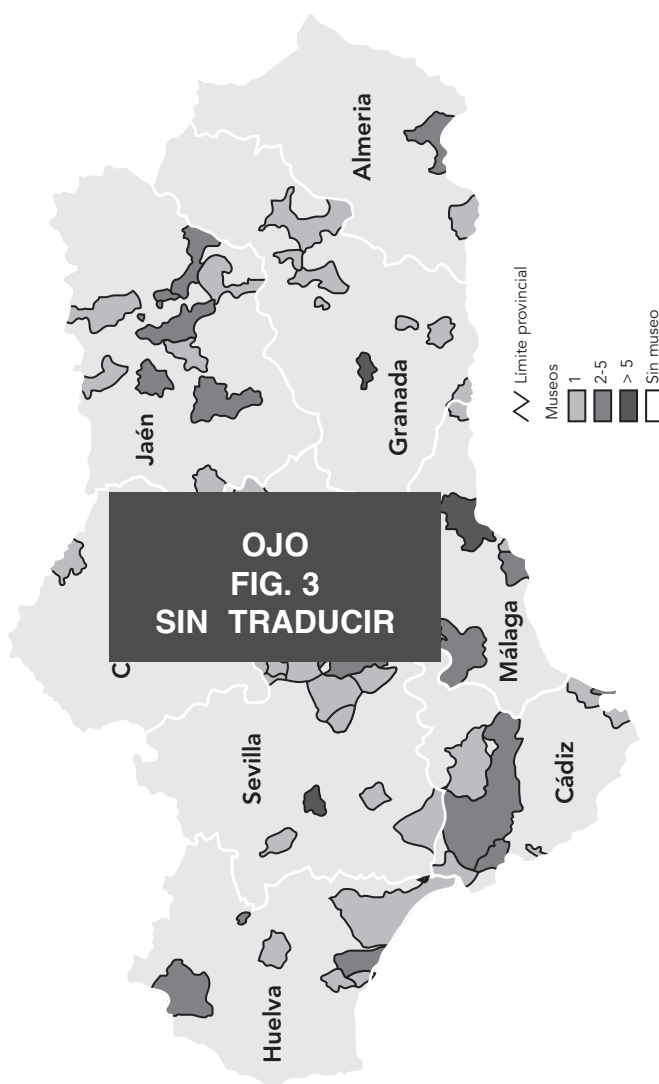 OJO
FIG. 3
SIN TRADUCIR
Almeria
Granada
Jaén
Málaga
C
Sevilla
Cádiz
Huelva
Límite provincial
Museos
1
2-5
> 5
Sin museo